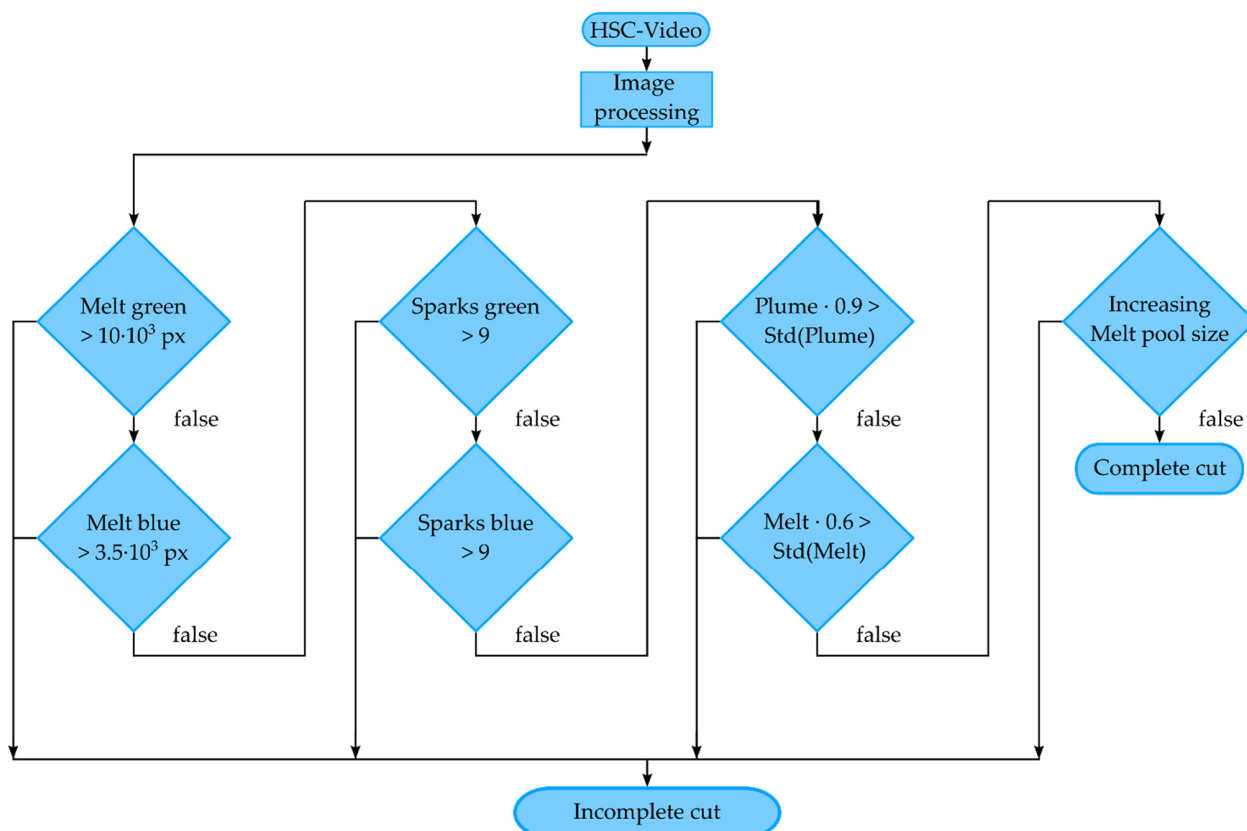 HSC-Video
Image
processing
Melt green
> 10·10³ px
false
Melt blue
> 3.5·10³ px
false
Sparks green
> 9
false
Sparks blue
> 9
false
Plume · 0.9 >
Std(Plume)
false
Melt · 0.6 >
Std(Melt)
false
Increasing
Melt pool size
false
Complete cut
Incomplete cut